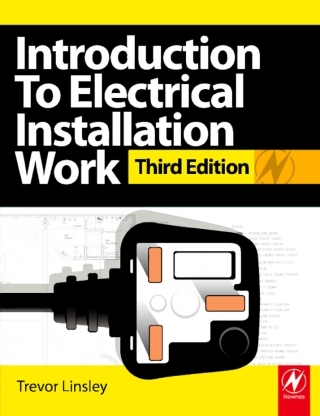 Introduction
To Electrical
Installation
Work
Third Edition
Trevor Linsley
Newnes